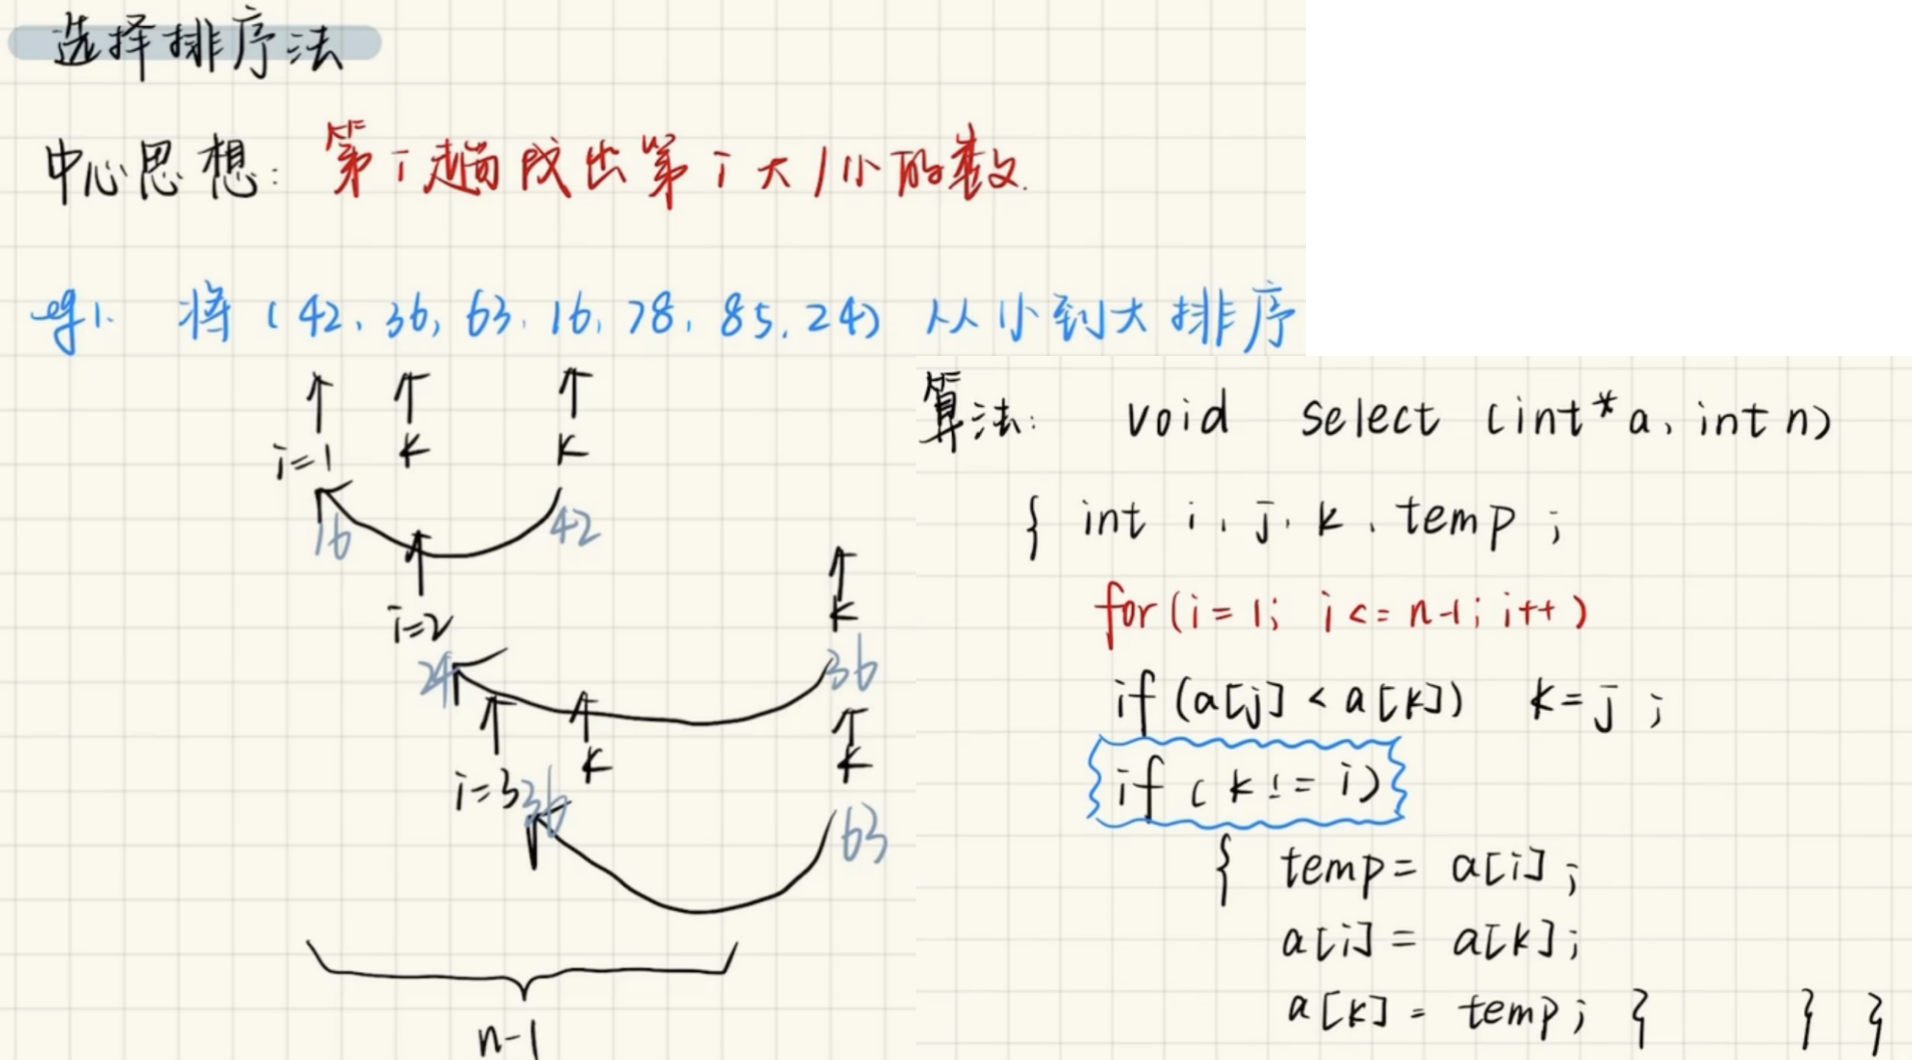 选择排序法
中心思想: 第i趟找出第i大/小的数.
eg1. 将 (42, 36, 63, 16, 78, 85, 24) 从小到大排序
i=1 k k
16 42
i=2 k
24 36
i=3 k k
36 63
n-1
算法: void select (int* a, int n)
{ int i, j, k, temp ;
for(i = 1; i <= n-1; i++)
if (a[j] < a[k]) k=j ;
if ( k != i)
{ temp = a[i] ;
a[i] = a[k];
a[k] = temp; } } }